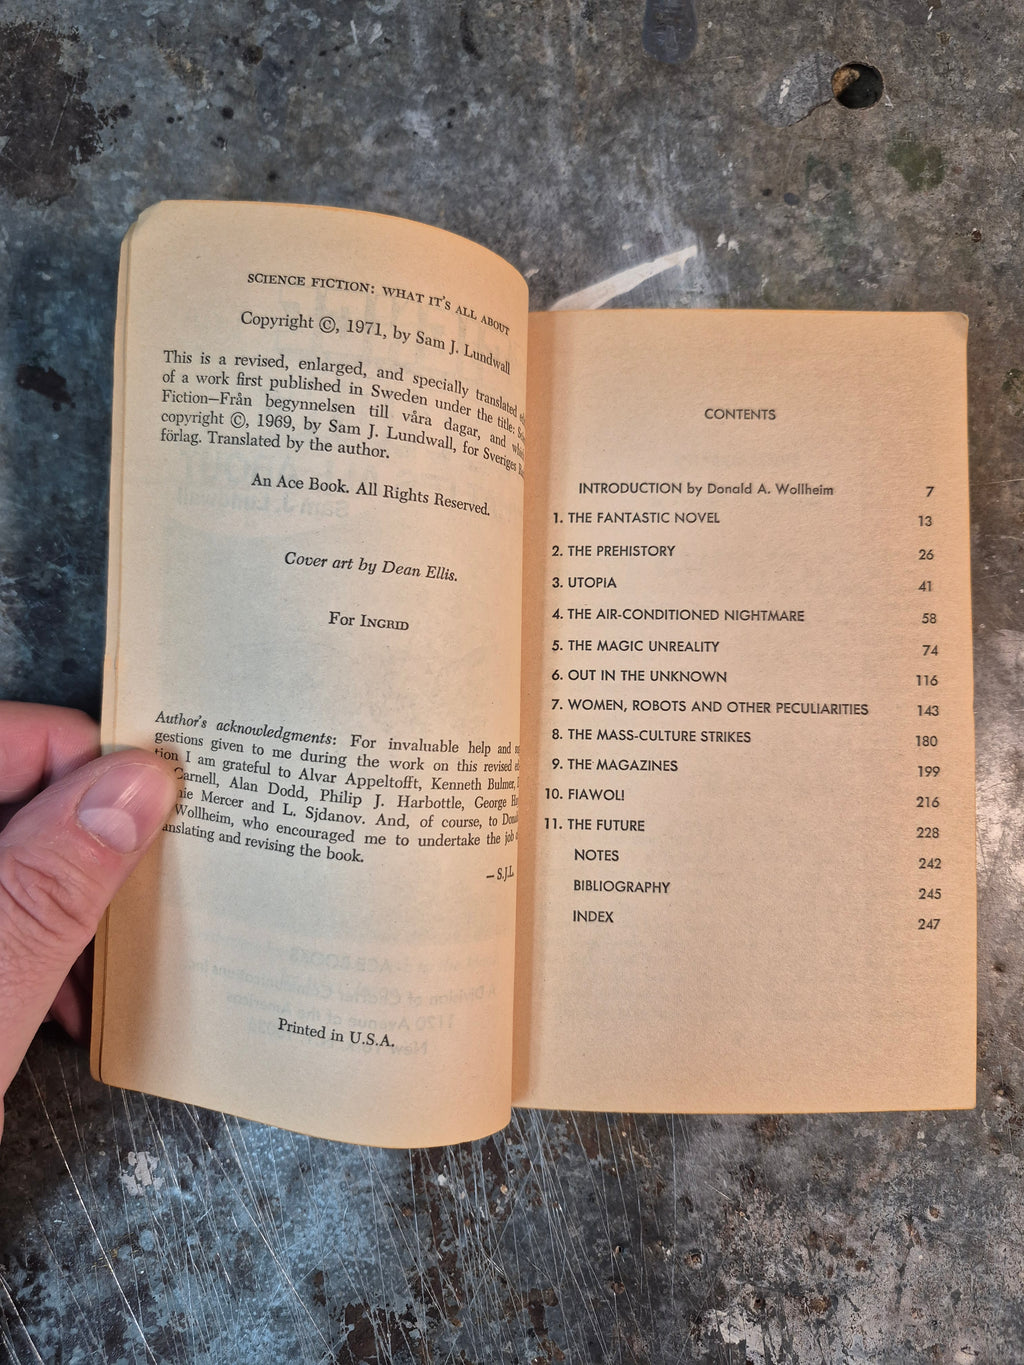 SCIENCE FICTION: WHAT IT'S ALL ABOUT
Copyright ©, 1971, by Sam J. Lundwall
This is a revised, enlarged, and specially translated
of a work first published in Sweden under the title:
Fiction—Från begynnelsen till våra dagar, and
copyright ©, 1969, by Sam J. Lundwall, for Sveriges
förlag. Translated by the author.
An Ace Book. All Rights Reserved.
Cover art by Dean Ellis.
For INGRID
Author's acknowledgments: For invaluable help and
gestions given to me during the work on this revised
tion I am grateful to Alvar Appeltofft, Kenneth Bulmer,
Carnell, Alan Dodd, Philip J. Harbottle, George
Mercer and L. Sjdanov. And, of course, to
Wollheim, who encouraged me to undertake the job
anslating and revising the book.
—S.J.L.
Printed in U.S.A.
CONTENTS
INTRODUCTION by Donald A. Wollheim 7
1. THE FANTASTIC NOVEL 13
2. THE PREHISTORY 26
3. UTOPIA 41
4. THE AIR-CONDITIONED NIGHTMARE 58
5. THE MAGIC UNREALITY 74
6. OUT IN THE UNKNOWN 116
7. WOMEN, ROBOTS AND OTHER PECULIARITIES 143
8. THE MASS-CULTURE STRIKES 180
9. THE MAGAZINES 199
10. FIAWOL! 216
11. THE FUTURE 228
NOTES 242
BIBLIOGRAPHY 245
INDEX 247